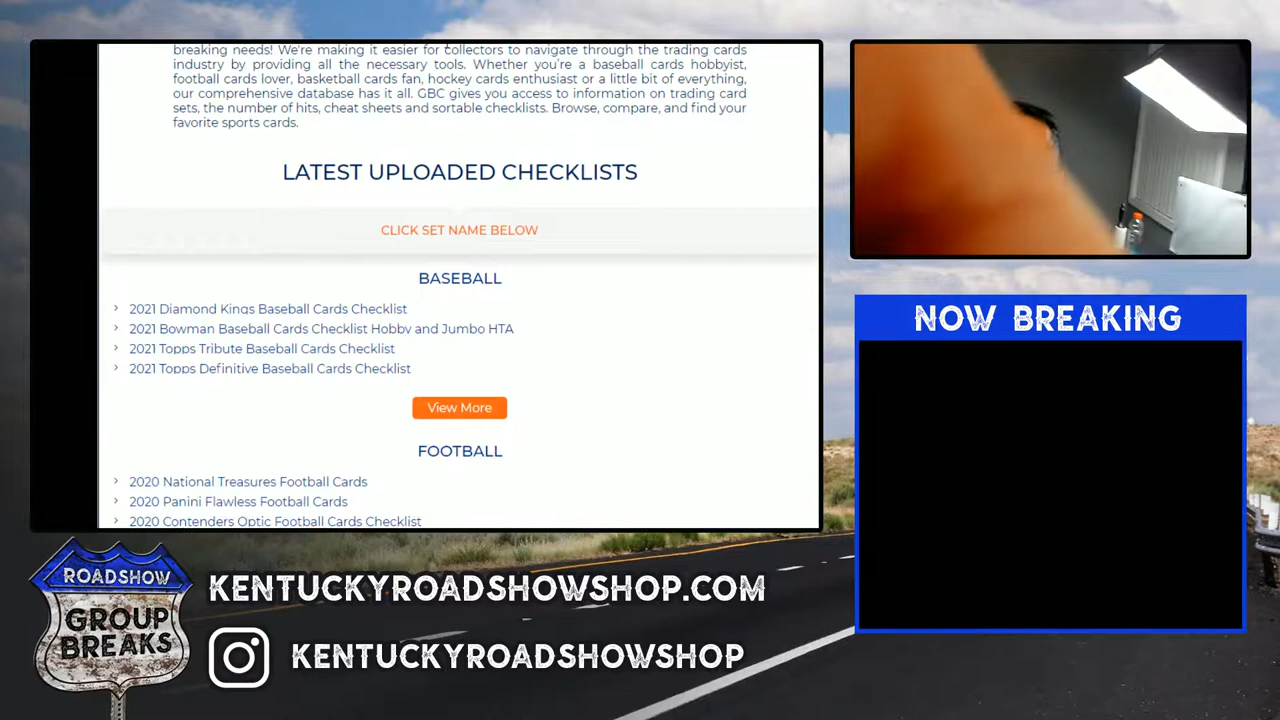 breaking needs! We're making it easier for collectors to navigate through the trading cards
industry by providing all the necessary tools. Whether you're a baseball cards hobbyist,
football cards lover, basketball cards fan, hockey cards enthusiast or a little bit of everything,
our comprehensive database has it all. GBC gives you access to information on trading card
sets, the number of hits, cheat sheets and sortable checklists. Browse, compare, and find your
favorite sports cards.
LATEST UPLOADED CHECKLISTS
CLICK SET NAME BELOW
BASEBALL
2021 Diamond Kings Baseball Cards Checklist
2021 Bowman Baseball Cards Checklist Hobby and Jumbo HTA
2021 Topps Tribute Baseball Cards Checklist
2021 Topps Definitive Baseball Cards Checklist
View More
FOOTBALL
2020 National Treasures Football Cards
2020 Panini Flawless Football Cards
2020 Contenders Optic Football Cards Checklist
NOW BREAKING
ROADSHOW
GROUP
BREAKS
KENTUCKYROADSHOWSHOP.COM
KENTUCKYROADSHOWSHOP